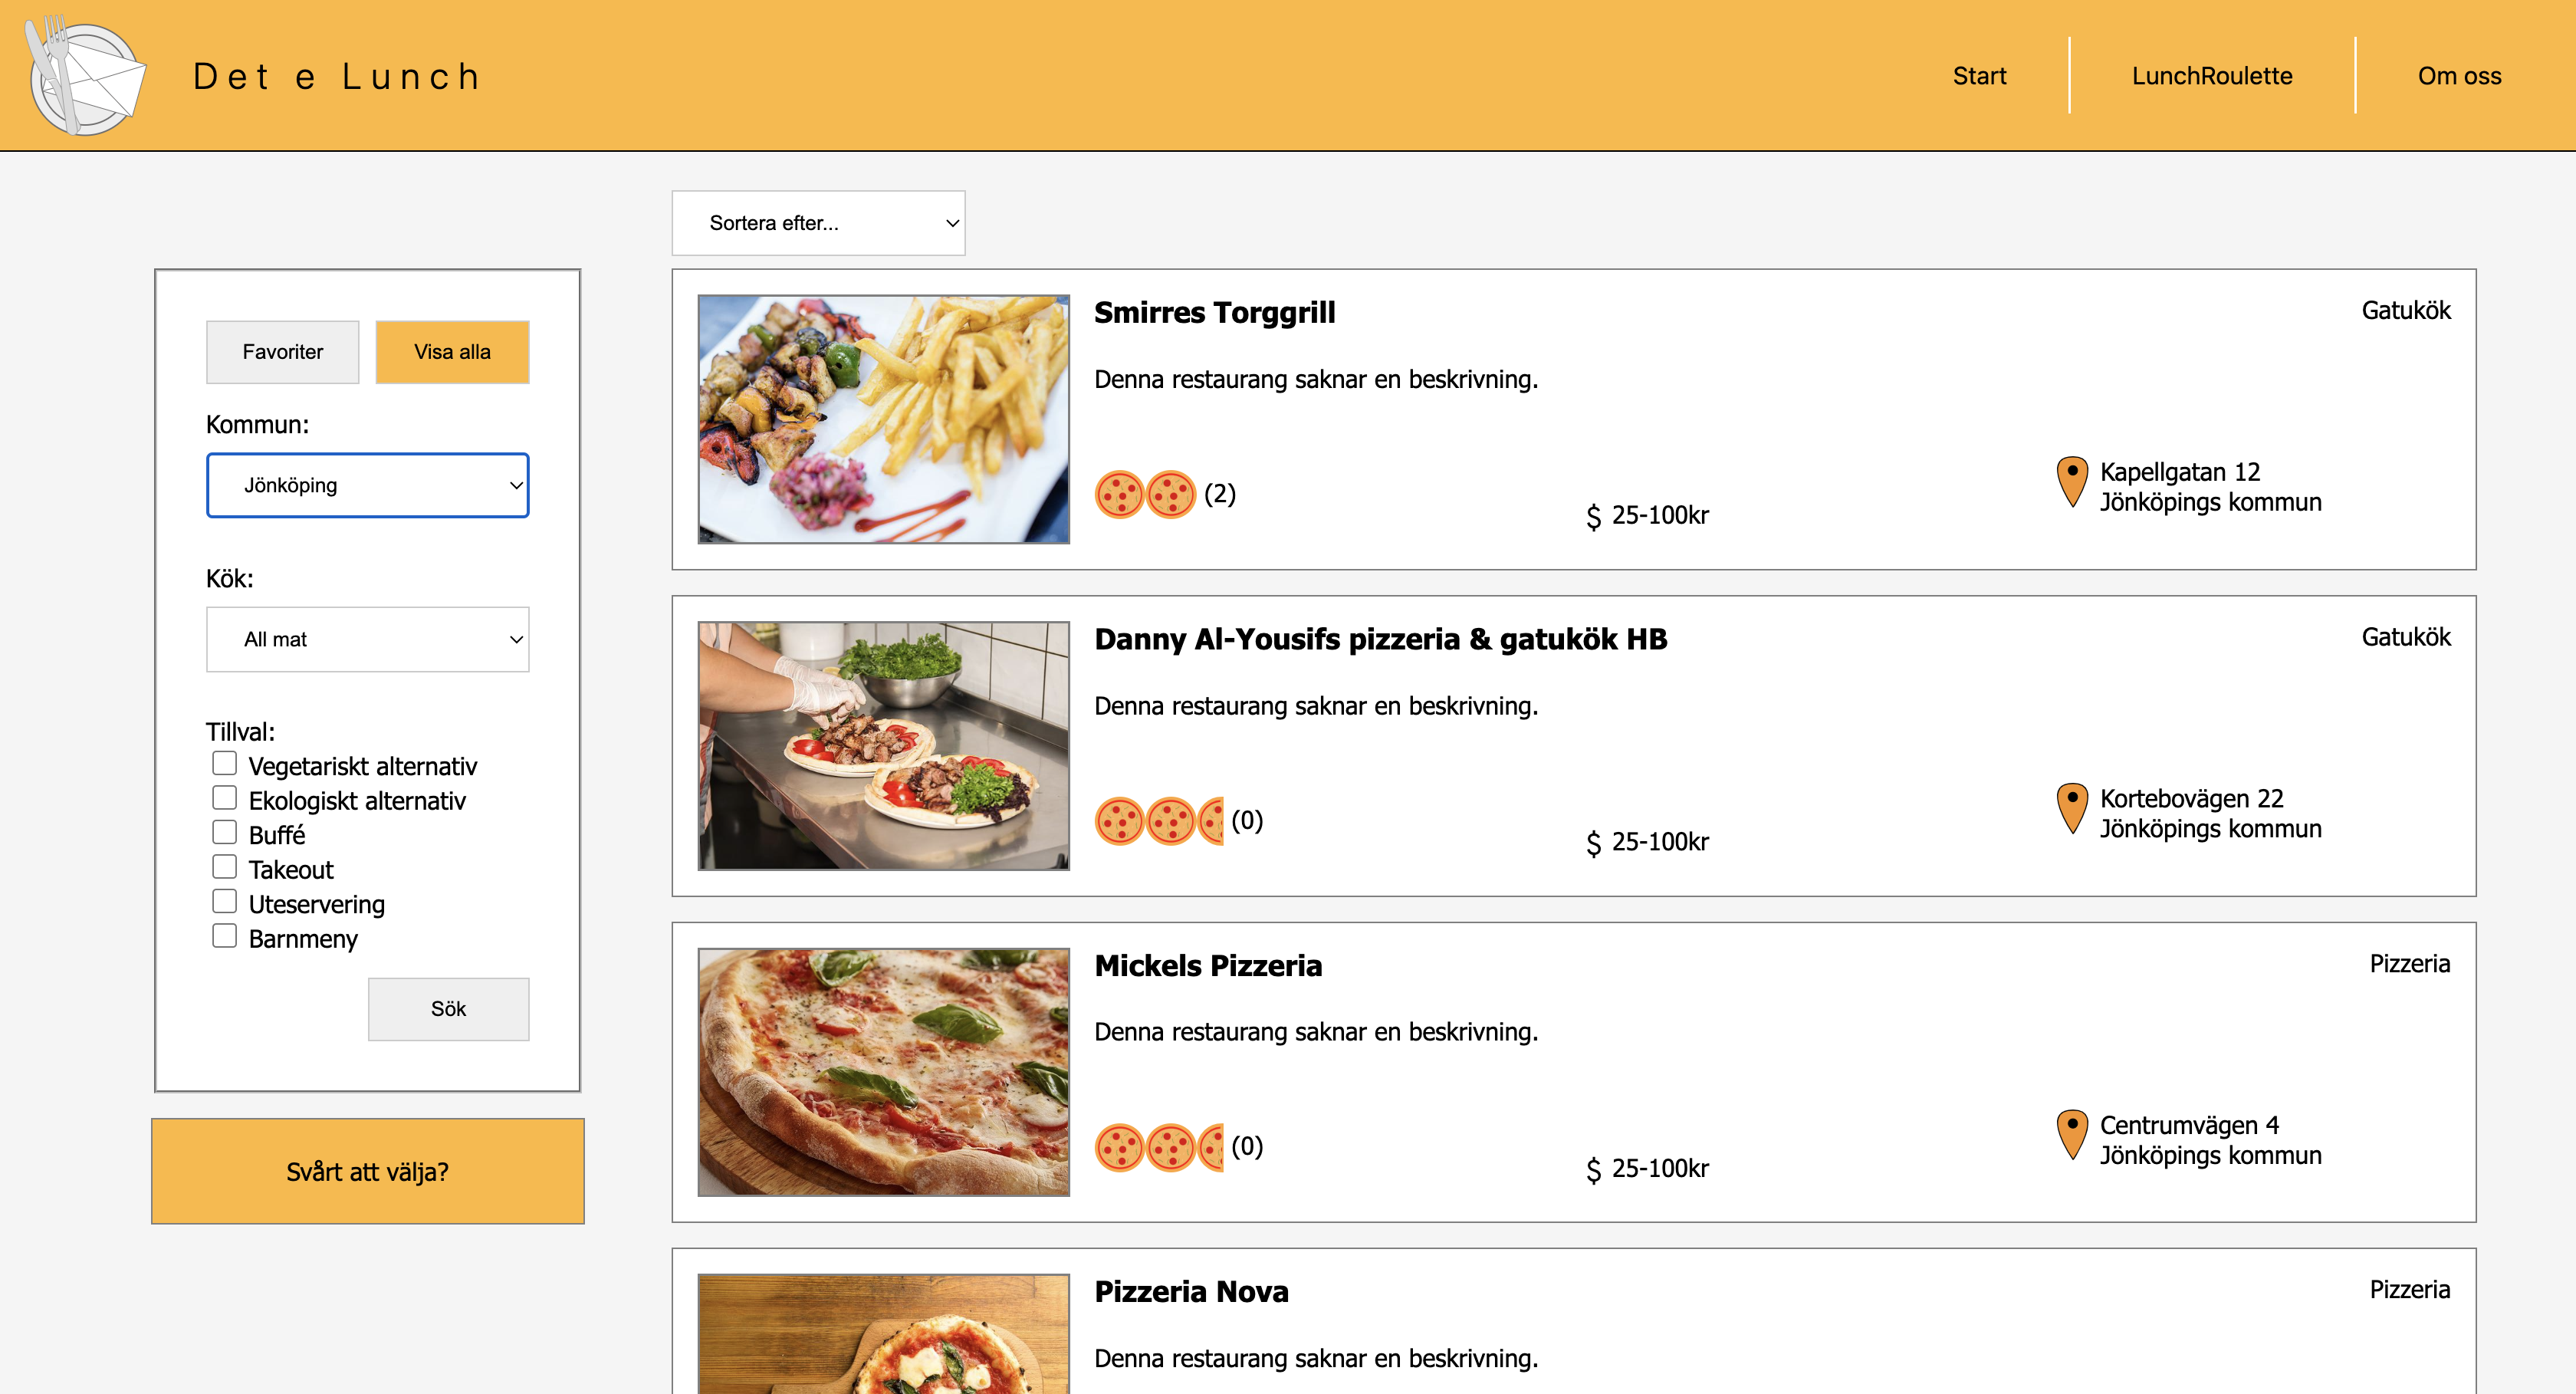 Det e Lunch
Start
LunchRoulette
Om oss
Sortera efter...
Favoriter
Visa alla
Kommun:
Jönköping
Kök:
All mat
Tillval:
Vegetariskt alternativ
Ekologiskt alternativ
Buffé
Takeout
Uteservering
Barnmeny
Sök
Svårt att välja?
Smirres Torggrill
Gatukök
Denna restaurang saknar en beskrivning.
(2)
$ 25-100kr
Kapellgatan 12
Jönköpings kommun
Danny Al-Yousifs pizzeria & gatukök HB
Gatukök
Denna restaurang saknar en beskrivning.
(0)
$ 25-100kr
Kortebovägen 22
Jönköpings kommun
Mickels Pizzeria
Pizzeria
Denna restaurang saknar en beskrivning.
(0)
$ 25-100kr
Centrumvägen 4
Jönköpings kommun
Pizzeria Nova
Pizzeria
Denna restaurang saknar en beskrivning.